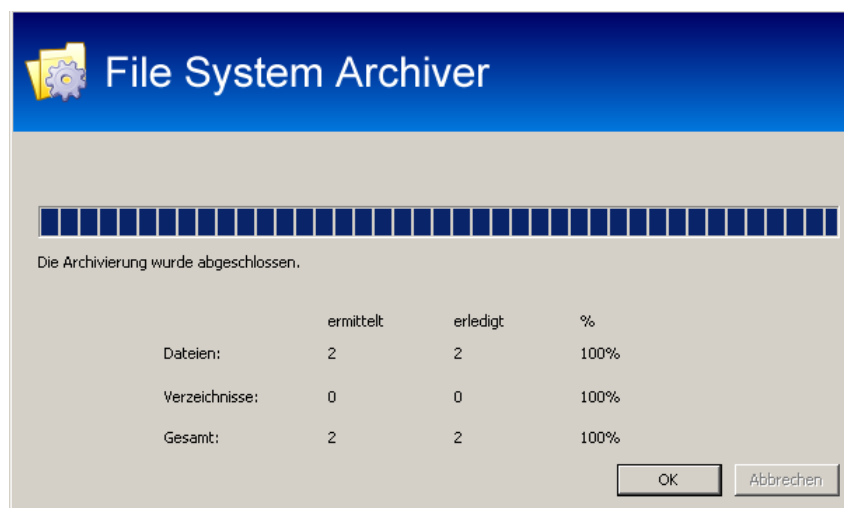 File System Archiver
Die Archivierung wurde abgeschlossen.
ermittelt erledigt %
Dateien: 2 2 100%
Verzeichnisse: 0 0 100%
Gesamt: 2 2 100%
OK Abbrechen